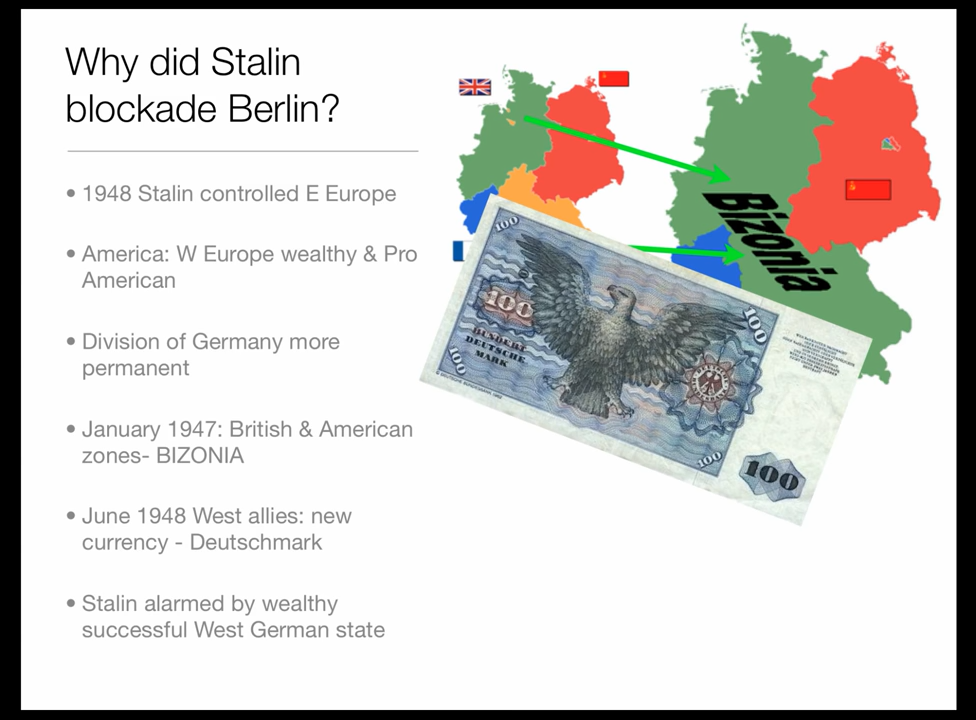 Why did Stalin
blockade Berlin?
• 1948 Stalin controlled E Europe
• America: W Europe wealthy & Pro
American
• Division of Germany more
permanent
• January 1947: British & American
zones- BIZONIA
• June 1948 West allies: new
currency - Deutschmark
• Stalin alarmed by wealthy
successful West German state
Bizonia
100
100
100
HUNDERT
DEUTSCHE
MARK
100
100
100